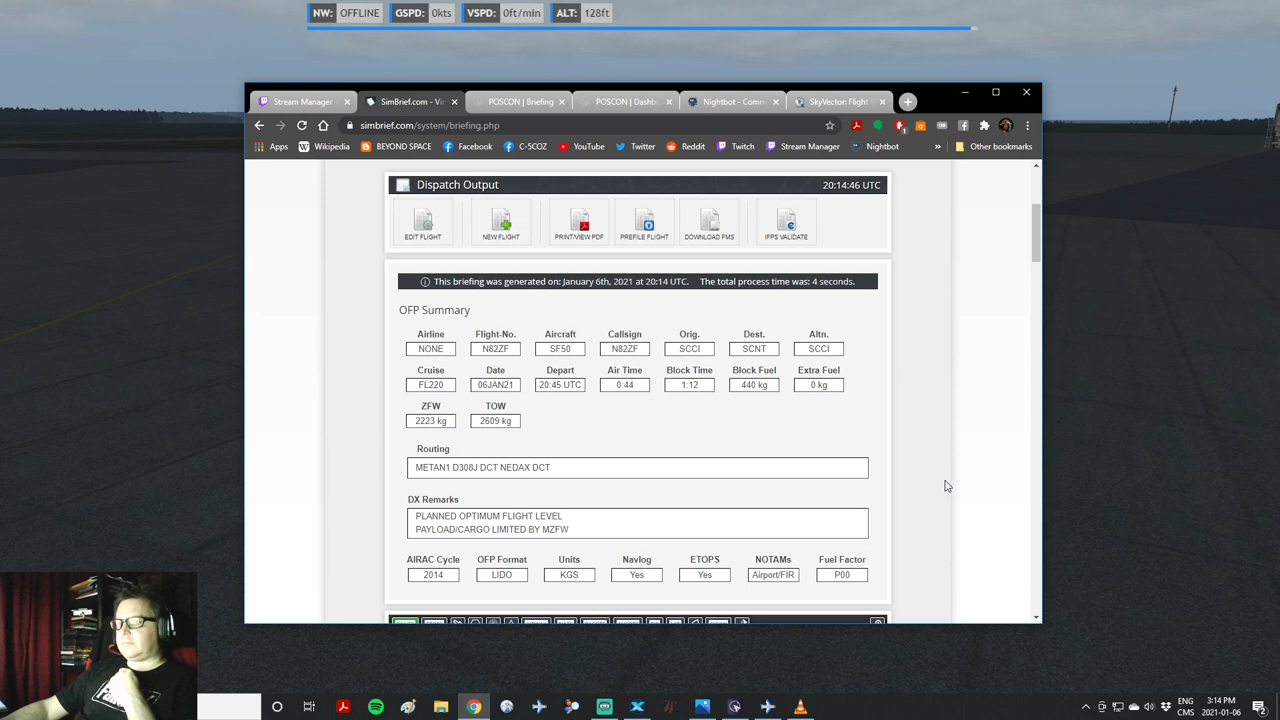 NW: OFFLINE GSPD: 0kts VSPD: 0ft/min ALT: 128ft
Stream Manager SimBrief.com - Vi POSCON | Briefing POSCON | Dashb Nightbot - Comm SkyVector: Flight
simbrief.com/system/briefing.php
Apps Wikipedia BEYOND SPACE Facebook C-5COZ YouTube Twitter Reddit Twitch Stream Manager Nightbot » Other bookmarks
Dispatch Output 20:14:46 UTC
EDIT FLIGHT NEW FLIGHT PRINT/VIEW PDF PREFILE FLIGHT DOWNLOAD FMS IFPS VALIDATE
This briefing was generated on: January 6th, 2021 at 20:14 UTC. The total process time was: 4 seconds.
OFP Summary
Airline Flight-No. Aircraft Callsign Orig. Dest. Altn.
NONE N82ZF SF50 N82ZF SCCI SCNT SCCI
Cruise Date Depart Air Time Block Time Block Fuel Extra Fuel
FL220 06JAN21 20:45 UTC 0:44 1:12 440 kg 0 kg
ZFW TOW
2223 kg 2609 kg
Routing
METAN1 D308J DCT NEDAX DCT
DX Remarks
PLANNED OPTIMUM FLIGHT LEVEL
PAYLOAD/CARGO LIMITED BY MZFW
AIRAC Cycle OFP Format Units Navlog ETOPS NOTAMs Fuel Factor
2014 LIDO KGS Yes Yes Airport/FIR P00
ENG 3:14 PM
CMS 2021-01-06